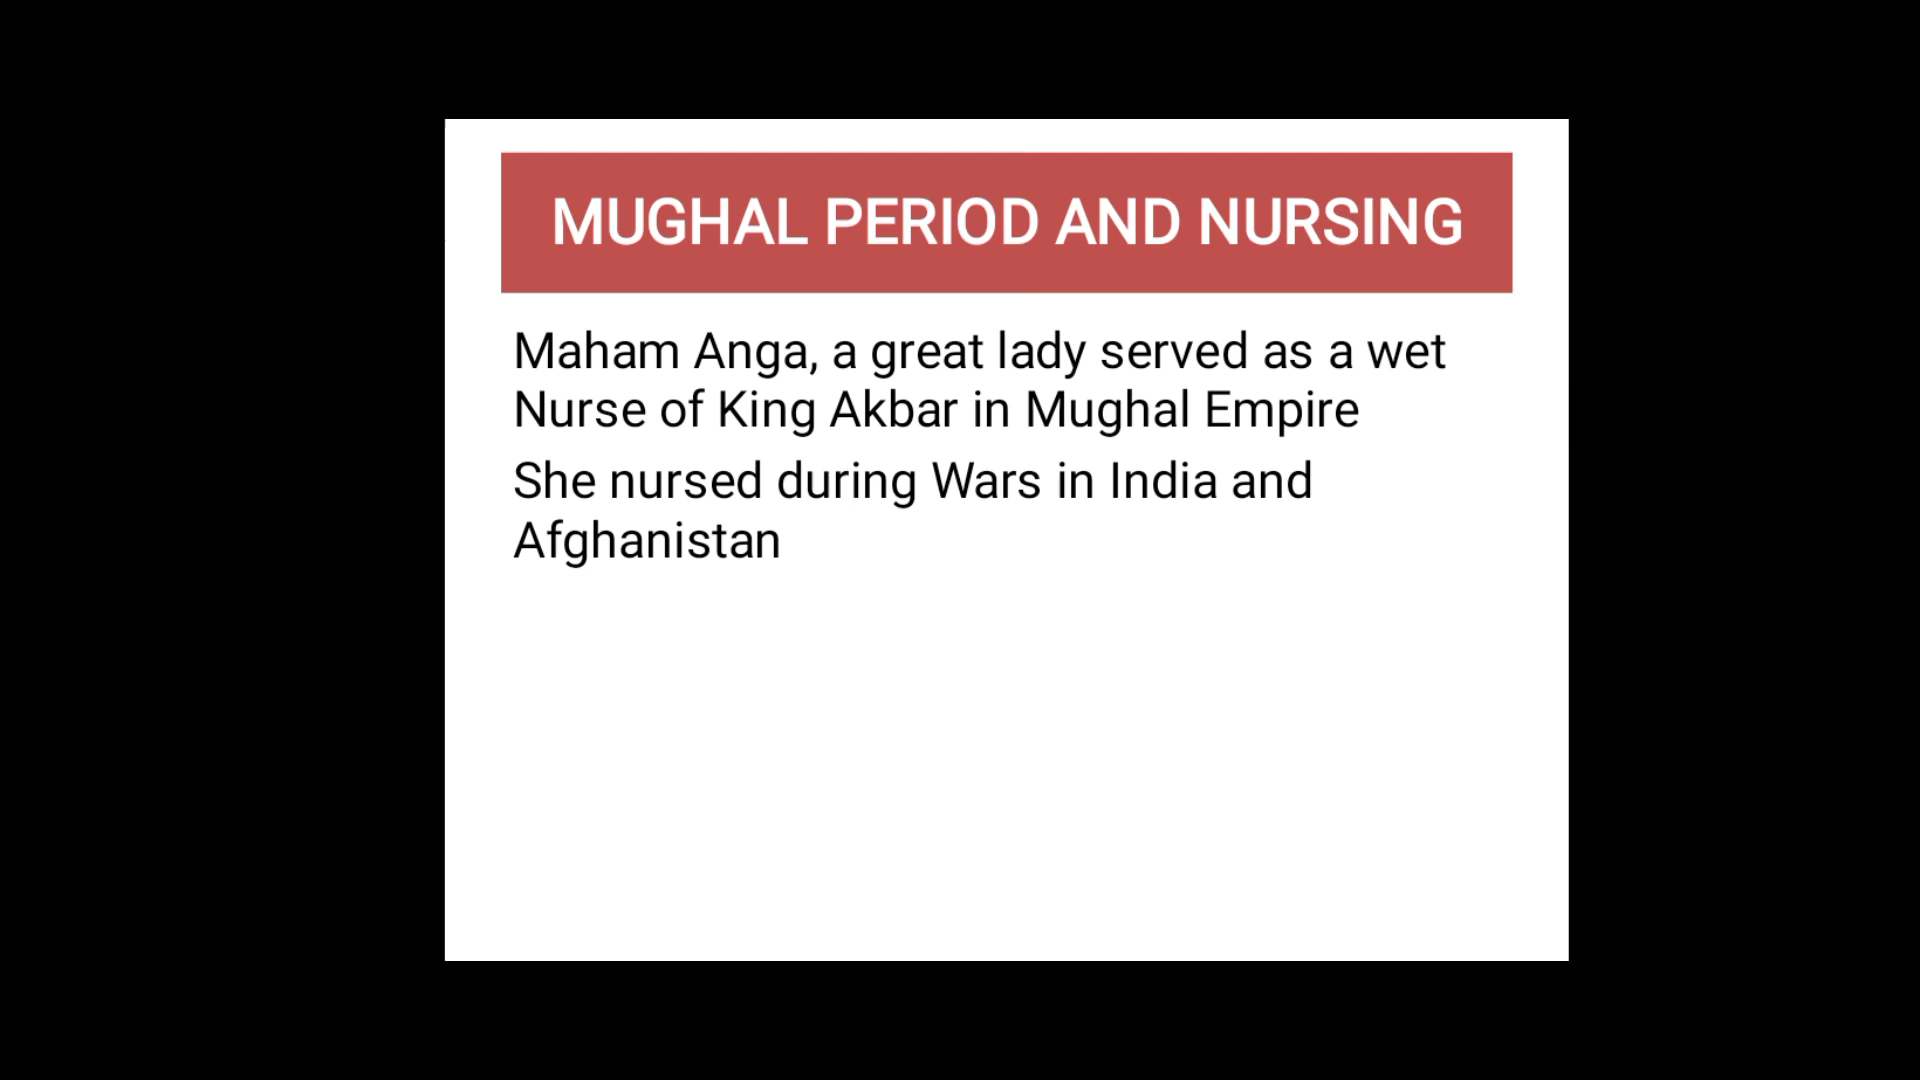 MUGHAL PERIOD AND NURSING
Maham Anga, a great lady served as a wet
Nurse of King Akbar in Mughal Empire
She nursed during Wars in India and
Afghanistan